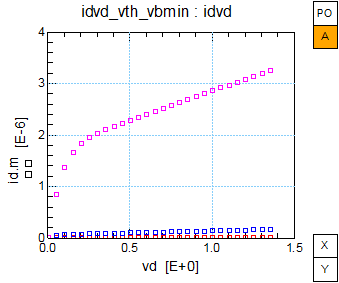 idvd_vth_vbmin : idvd
PO
A
4
3
2
1
0
id.m [E-6]
0.0
0.5
1.0
1.5
vd [E+0]
X
Y